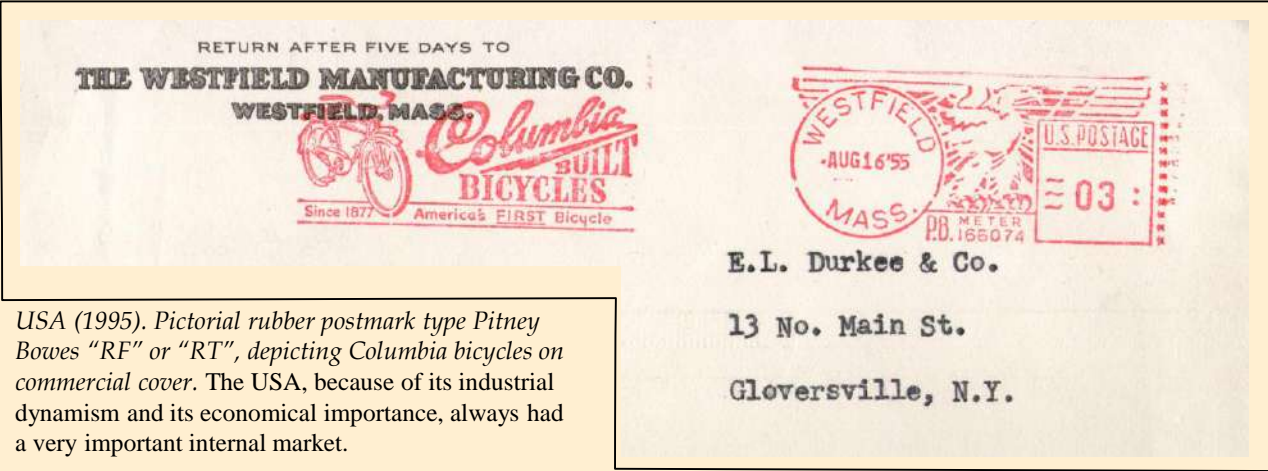 RETURN AFTER FIVE DAYS TO
THE WESTFIELD MANUFACTURING CO.
WESTFIELD, MASS.
Columbia
BUILT
BICYCLES
Since 1877 America's FIRST Bicycle
WESTFIELD
AUG16'55
MASS.
U.S. POSTAGE
03
P.B. METER
166074
E.L. Durkee & Co.
13 No. Main St.
Gloversville, N.Y.
USA (1995). Pictorial rubber postmark type Pitney
Bowes “RF” or “RT”, depicting Columbia bicycles on
commercial cover. The USA, because of its industrial
dynamism and its economical importance, always had
a very important internal market.